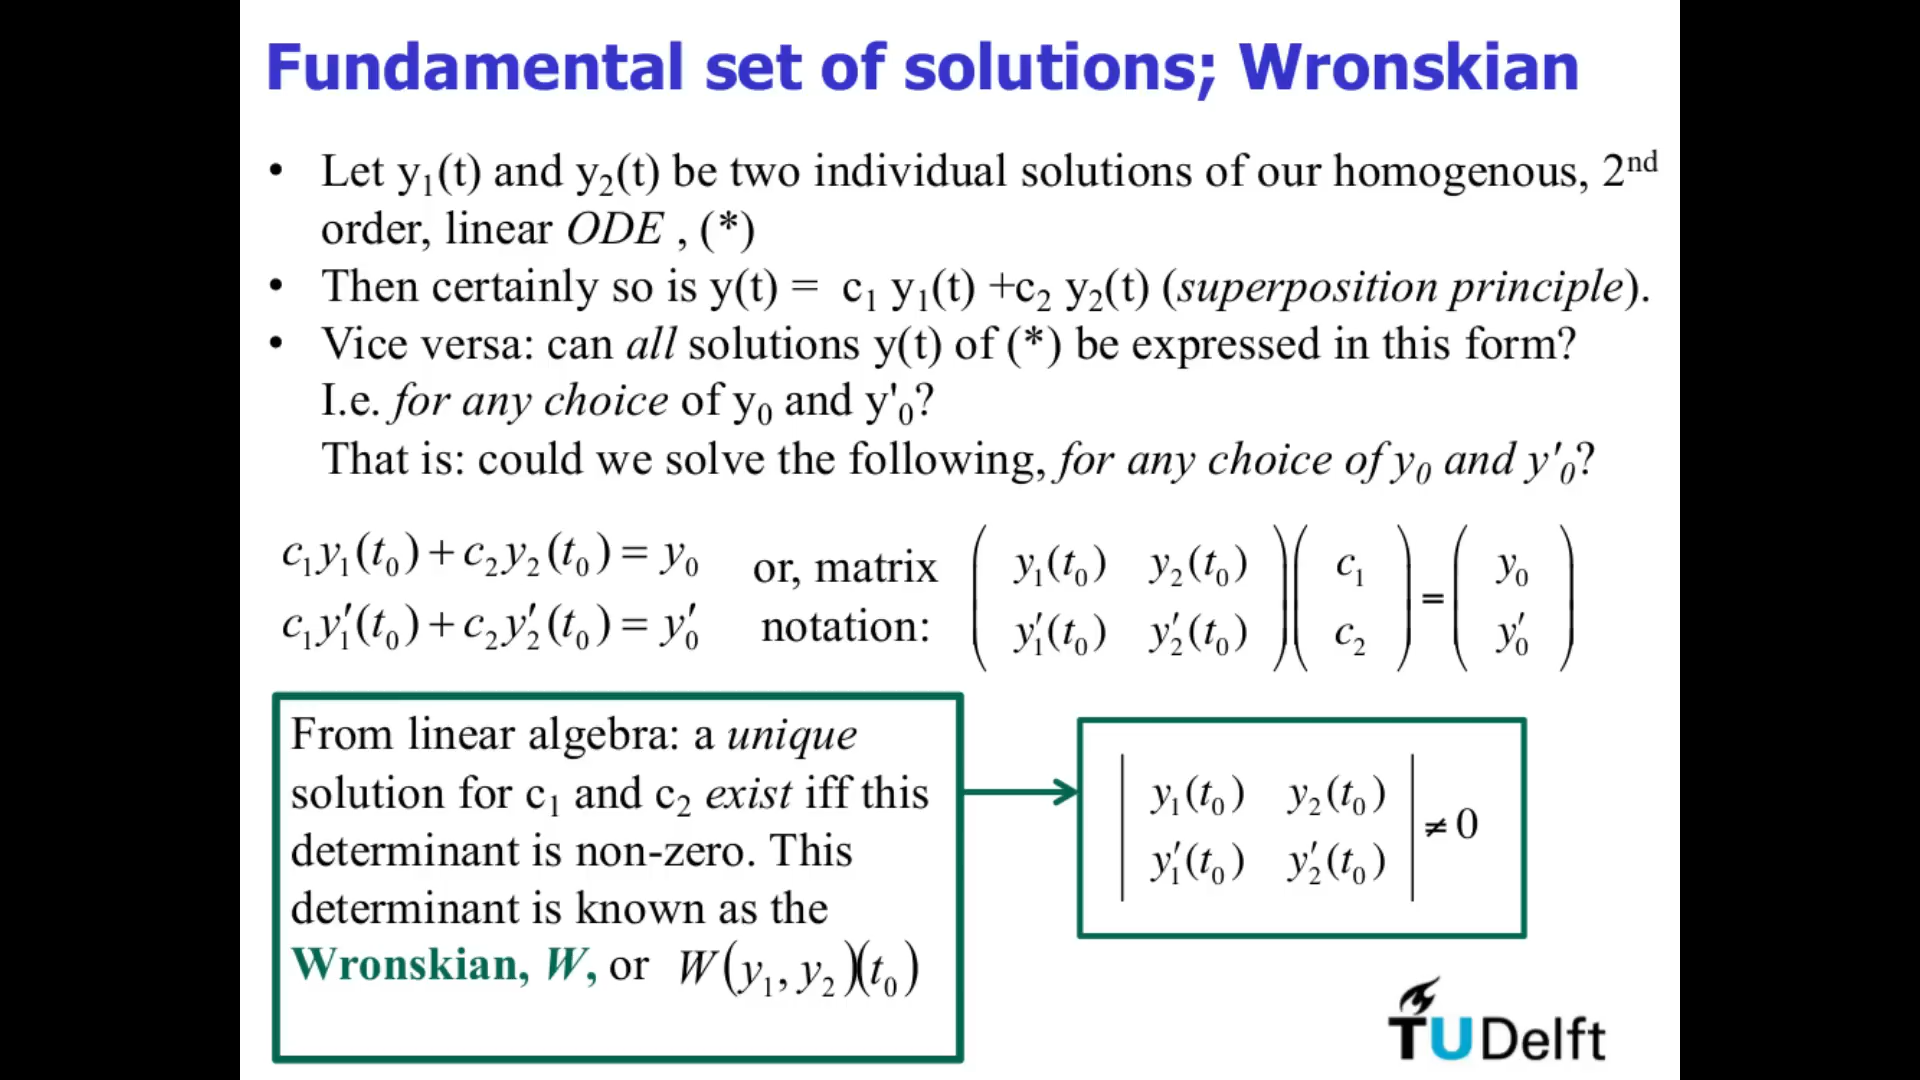 Fundamental set of solutions; Wronskian
• Let y₁(t) and y₂(t) be two individual solutions of our homogenous, 2ⁿᵈ
order, linear ODE , (*)
• Then certainly so is y(t) = c₁ y₁(t) +c₂ y₂(t) (superposition principle).
• Vice versa: can all solutions y(t) of (*) be expressed in this form?
I.e. for any choice of y₀ and y'₀?
That is: could we solve the following, for any choice of y₀ and y'₀?
c₁y₁(t₀)+c₂y₂(t₀)= y₀
c₁y₁′(t₀)+c₂y₂′(t₀)= y₀′
or, matrix
notation:
( y₁(t₀) y₂(t₀) ) ( c₁ ) = ( y₀ )
( y₁′(t₀) y₂′(t₀) ) ( c₂ ) ( y₀′ )
From linear algebra: a unique
solution for c₁ and c₂ exist iff this
determinant is non-zero. This
determinant is known as the
Wronskian, W, or W(y₁, y₂)(t₀)
| y₁(t₀) y₂(t₀) | ≠ 0
| y₁′(t₀) y₂′(t₀) |
TUDelft